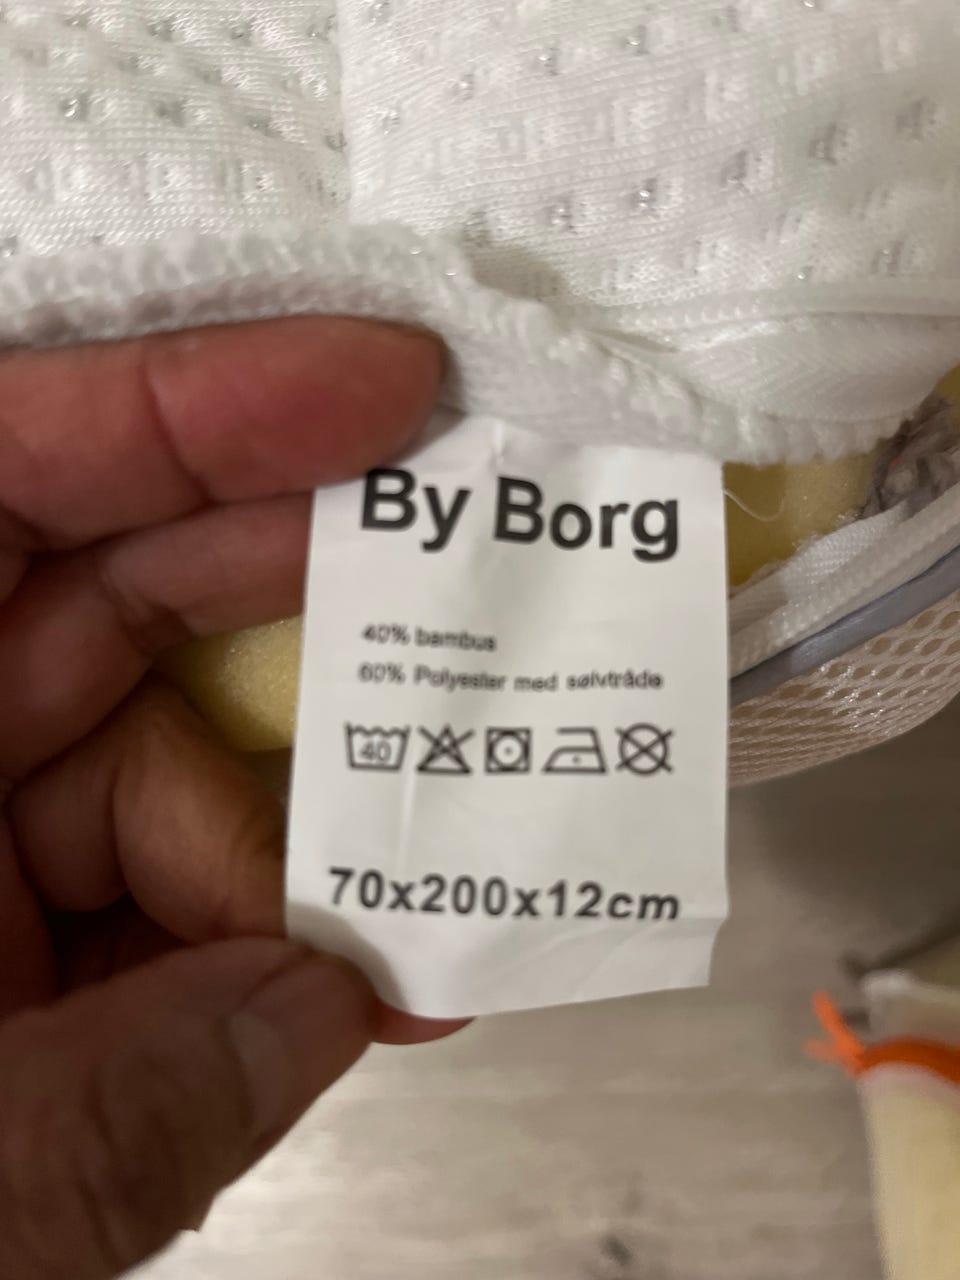 By Borg
40% bambus
60% Polyester med sølvtråde
40
70x200x12cm